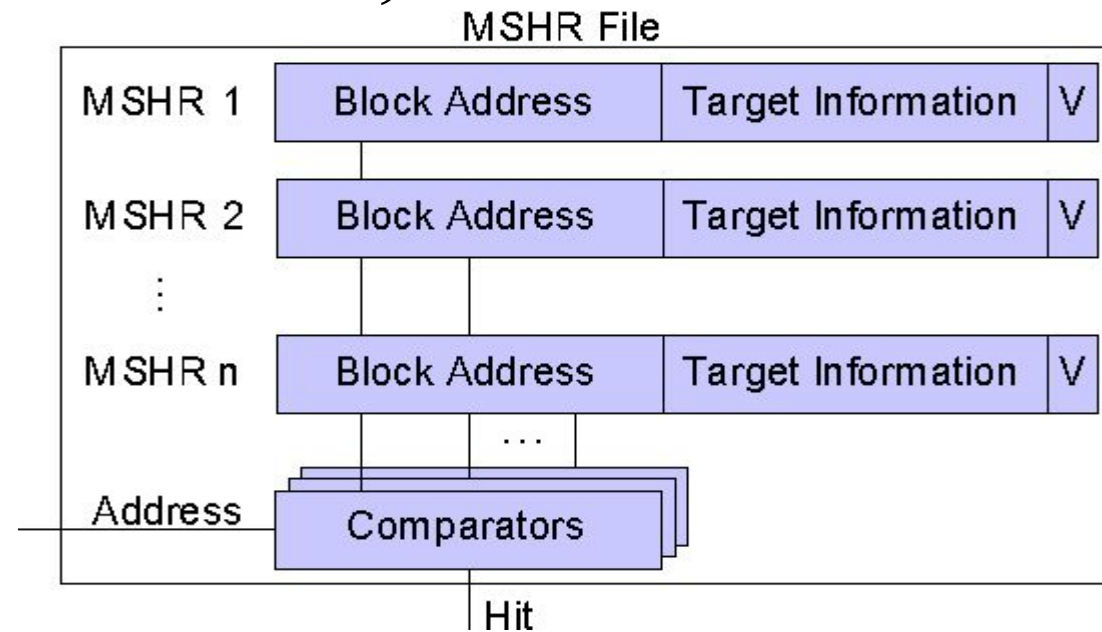 MSHR File
MSHR 1 Block Address Target Information V
MSHR 2 Block Address Target Information V
⋮
MSHR n Block Address Target Information V
...
Address Comparators
Hit